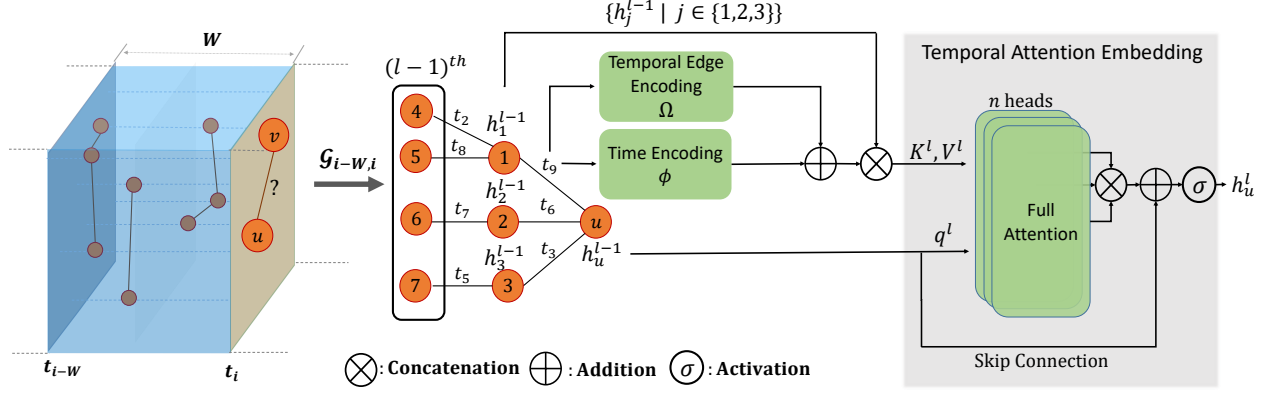 W
v
?
u
t_{i-W}
t_i
𝒢_{i-W,i}
(l − 1)^{th}
4
5
6
7
t_2
t_8
t_7
t_5
h_1^{l-1}
1
h_2^{l-1}
2
h_3^{l-1}
3
t_9
t_6
t_3
u
h_u^{l-1}
{h_j^{l-1} | j ∈ {1,2,3}}
Temporal Edge
Encoding
Ω
Time Encoding
ϕ
K^l, V^l
q^l
Temporal Attention Embedding
n heads
Full
Attention
σ
h_u^l
Skip Connection
: Concatenation
: Addition
σ : Activation